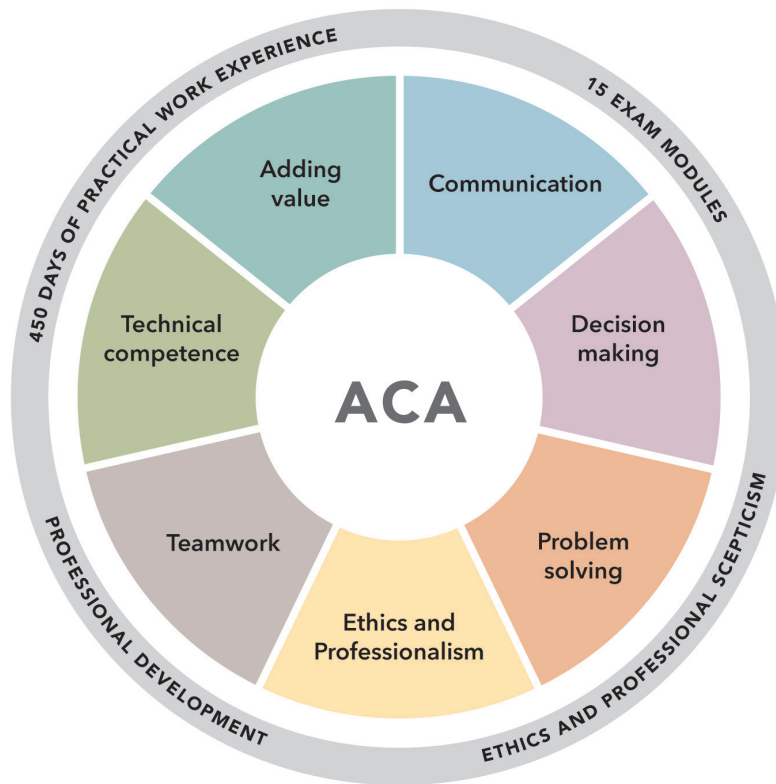 450 DAYS OF PRACTICAL WORK EXPERIENCE
15 EXAM MODULES
Adding
value
Communication
Technical
competence
Decision
making
ACA
Teamwork
Problem
solving
Ethics and
Professionalism
PROFESSIONAL DEVELOPMENT
ETHICS AND PROFESSIONAL SCEPTICISM